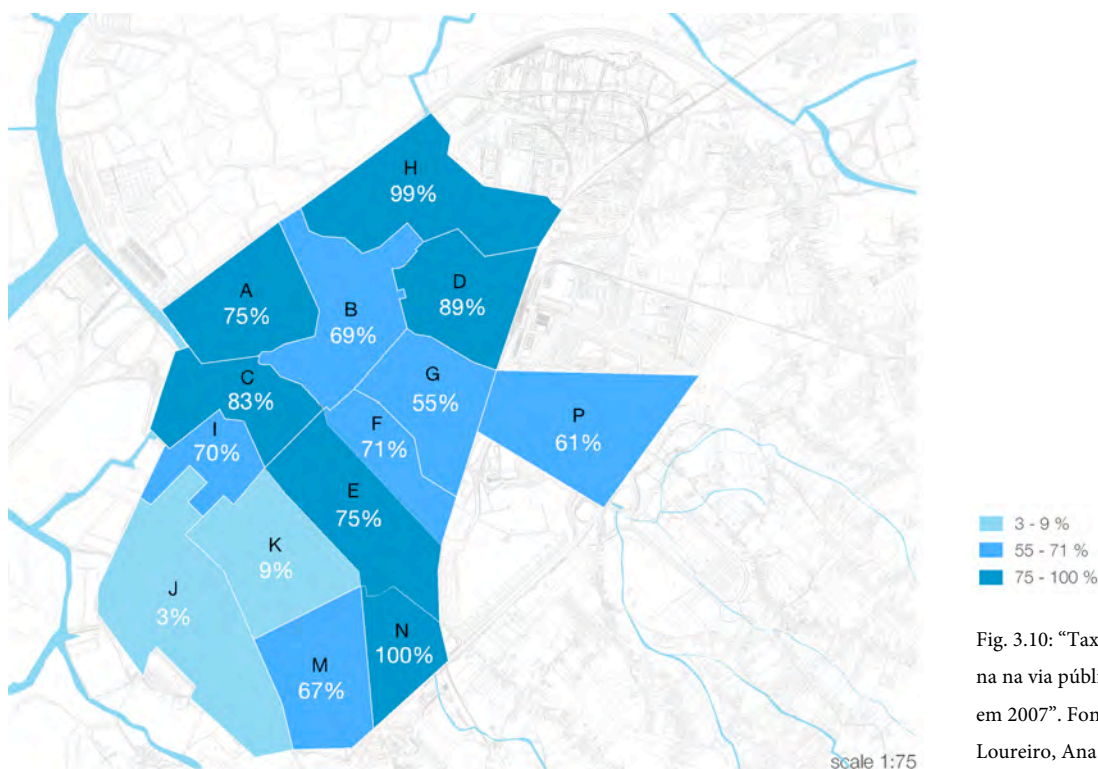 H
99%
A
75%
B
69%
D
89%
C
83%
G
55%
P
61%
I
70%
F
71%
E
75%
K
9%
J
3%
N
100%
M
67%
scale 1:75
3 - 9 %
55 - 71 %
75 - 100 %
Fig. 3.10: “Tax
na na via públi
em 2007”. Fon
Loureiro, Ana